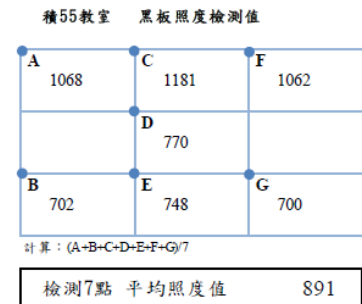 積55教室 黑板照度檢測值
A C F
1068 1181 1062
D
770
B E G
702 748 700
計算：(A+B+C+D+E+F+G)/7
檢測7點 平均照度值 891